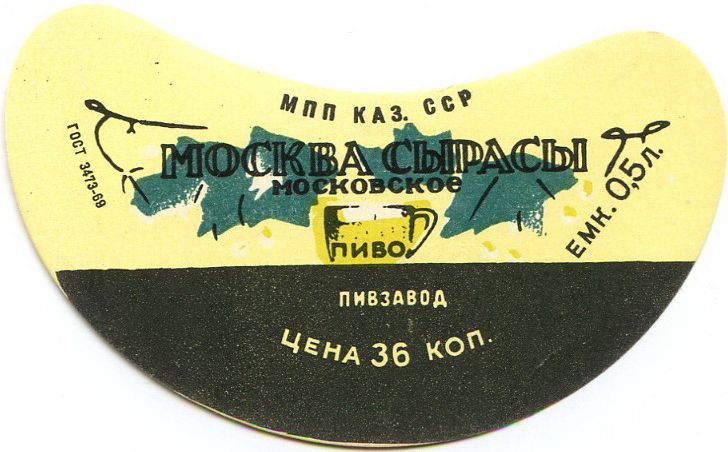 МПП КАЗ. ССР
ГОСТ 3473-69
МОСКВА СЫРАСЫ
МОСКОВСКОЕ
ЕМК. 0,5 л.
ПИВО
ПИВЗАВОД
ЦЕНА 36 КОП.